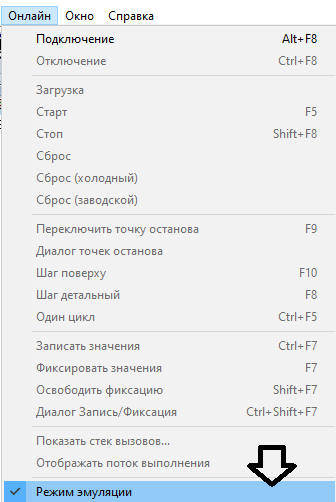 Онлайн Окно Справка
Подключение Alt+F8
Отключение Ctrl+F8
Загрузка
Старт F5
Стоп Shift+F8
Сброс
Сброс (холодный)
Сброс (заводской)
Переключить точку останова F9
Диалог точек останова
Шаг поверху F10
Шаг детальный F8
Один цикл Ctrl+F5
Записать значения Ctrl+F7
Фиксировать значения F7
Освободить фиксацию Shift+F7
Диалог Запись/Фиксация Ctrl+Shift+F7
Показать стек вызовов...
Отображать поток выполнения
Режим эмуляции